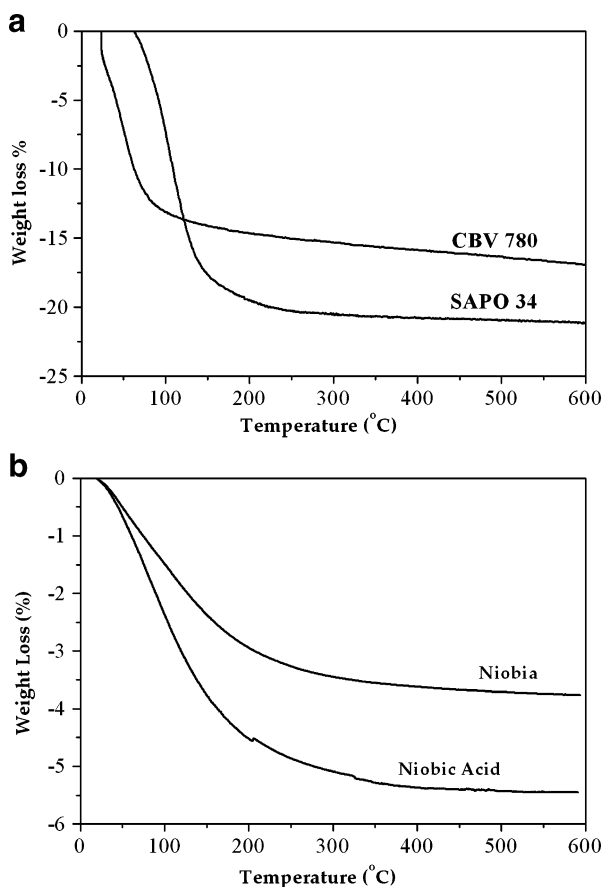 a
0
-5
-10
-15
-20
-25
Weight loss %
CBV 780
SAPO 34
0 100 200 300 400 500 600
Temperature (°C)
b
0
-1
-2
-3
-4
-5
-6
Weight Loss (%)
Niobia
Niobic Acid
0 100 200 300 400 500 600
Temperature (°C)